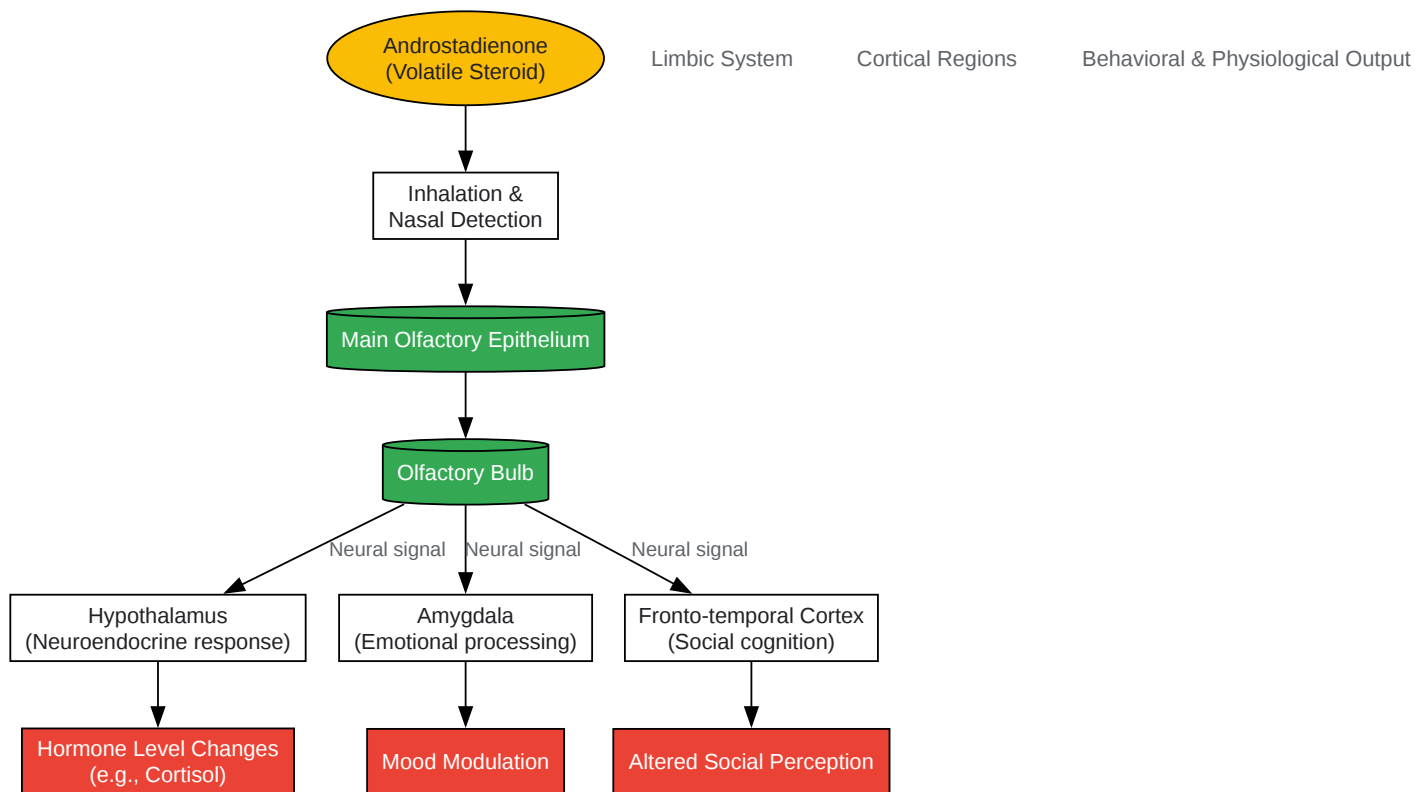 Androstadienone
(Volatile Steroid)
Limbic System
Cortical Regions
Behavioral & Physiological Output
Inhalation &
Nasal Detection
Main Olfactory Epithelium
Olfactory Bulb
Neural signal
Neural signal
Neural signal
Hypothalamus
(Neuroendocrine response)
Amygdala
(Emotional processing)
Fronto-temporal Cortex
(Social cognition)
Hormone Level Changes
(e.g., Cortisol)
Mood Modulation
Altered Social Perception